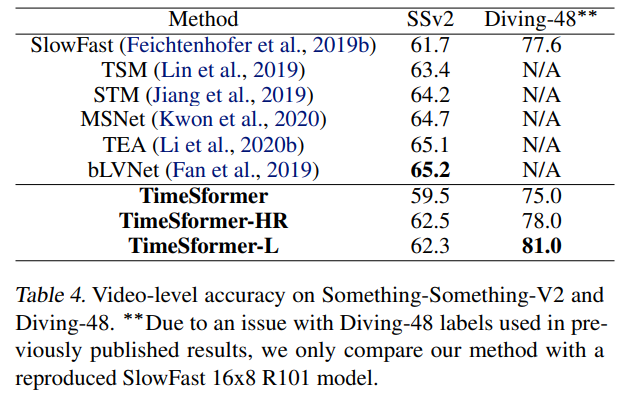 Method SSv2 Diving-48**
SlowFast (Feichtenhofer et al., 2019b) 61.7 77.6
TSM (Lin et al., 2019) 63.4 N/A
STM (Jiang et al., 2019) 64.2 N/A
MSNet (Kwon et al., 2020) 64.7 N/A
TEA (Li et al., 2020b) 65.1 N/A
bLVNet (Fan et al., 2019) 65.2 N/A
TimeSformer 59.5 75.0
TimeSformer-HR 62.5 78.0
TimeSformer-L 62.3 81.0
Table 4. Video-level accuracy on Something-Something-V2 and
Diving-48. **Due to an issue with Diving-48 labels used in pre-
viously published results, we only compare our method with a
reproduced SlowFast 16x8 R101 model.